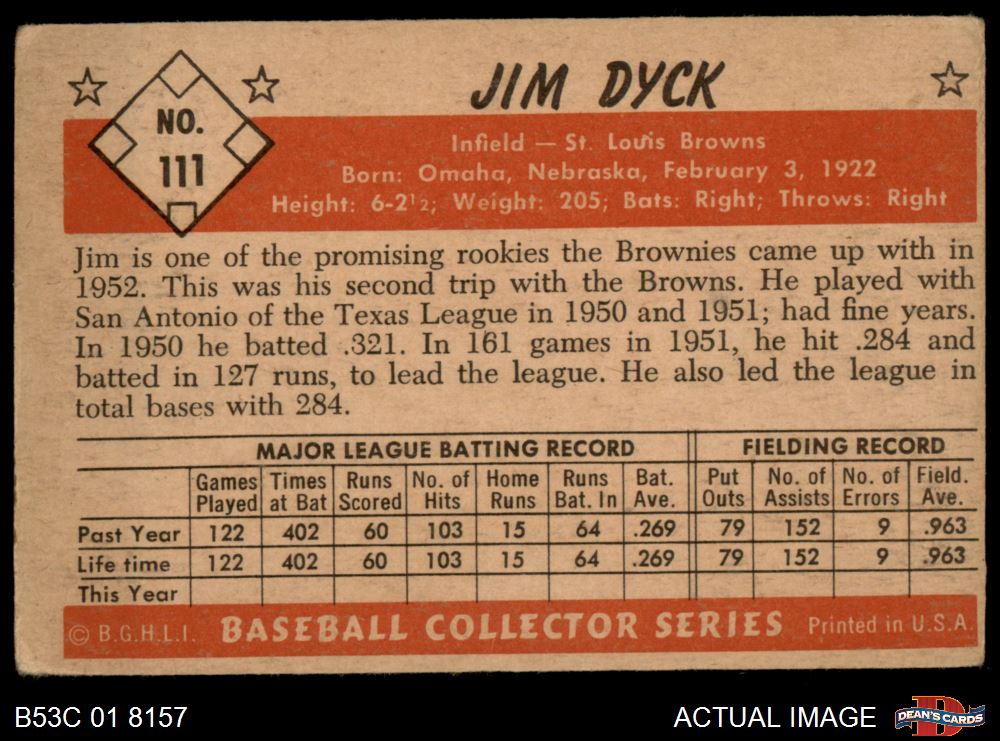 JIM DYCK
NO.
111
Infield — St. Louis Browns
Born: Omaha, Nebraska, February 3, 1922
Height: 6-2½; Weight: 205; Bats: Right; Throws: Right
Jim is one of the promising rookies the Brownies came up with in
1952. This was his second trip with the Browns. He played with
San Antonio of the Texas League in 1950 and 1951; had fine years.
In 1950 he batted .321. In 161 games in 1951, he hit .284 and
batted in 127 runs, to lead the league. He also led the league in
total bases with 284.
MAJOR LEAGUE BATTING RECORD FIELDING RECORD
Games Times Runs No. of Home Runs Bat. Put No. of No. of Field.
Played at Bat Scored Hits Runs Bat. In Ave. Outs Assists Errors Ave.
Past Year 122 402 60 103 15 64 .269 79 152 9 .963
Life time 122 402 60 103 15 64 .269 79 152 9 .963
This Year
© B.G.H.L.I. BASEBALL COLLECTOR SERIES Printed in U.S.A.
B53C 01 8157 ACTUAL IMAGE DEAN'S CARDS